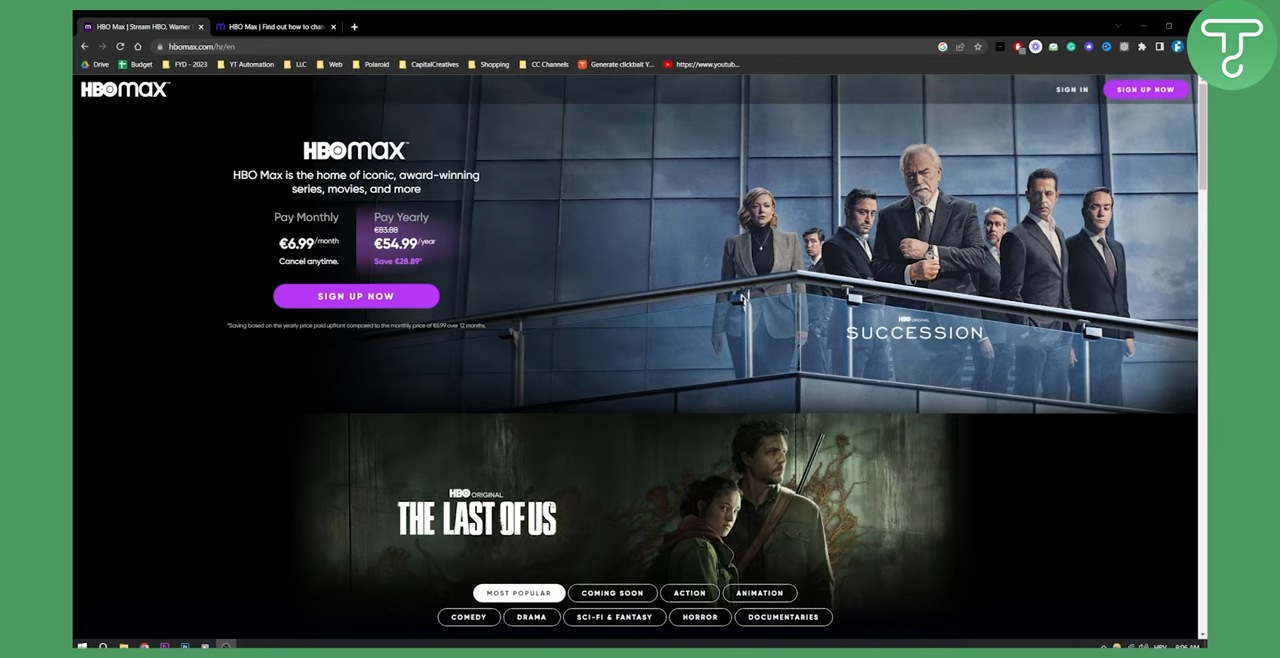 HBO Max | Stream HBO, Warner
HBO Max | Find out how to chan
hbomax.com/hr/en
Drive
Budget
FYD - 2023
YT Automation
LLC
Web
Polaroid
CapitalCreatives
Shopping
CC Channels
Generate clickbait Y...
https://www.youtub...
HBOMAX
SIGN IN
SIGN UP NOW
HBOmax
HBO Max is the home of iconic, award-winning
series, movies, and more
Pay Monthly
Pay Yearly
€83.88
€6.99/month
€54.99/year
Cancel anytime.
Save €28.89*
SIGN UP NOW
*Saving based on the yearly price paid upfront compared to the monthly price of €6.99 over 12 months.
HBO ORIGINAL
SUCCESSION
HBO ORIGINAL
THE LAST OF US
MOST POPULAR
COMING SOON
ACTION
ANIMATION
COMEDY
DRAMA
SCI-FI & FANTASY
HORROR
DOCUMENTARIES
HRV
8:06 AM